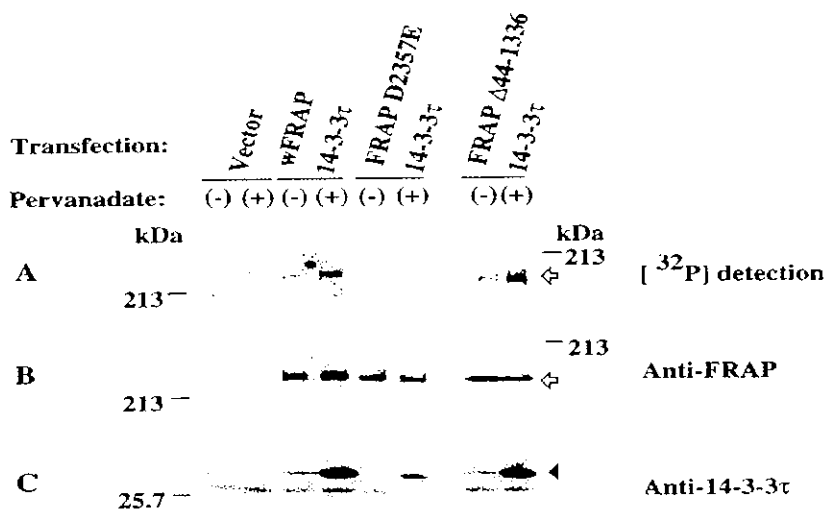 Transfection:
Vector
wFRAP
14-3-3τ
FRAP D2357E
14-3-3τ
FRAP Δ44-1336
14-3-3τ
Pervanadate: (-) (+) (-) (+) (-) (+) (-) (+)
kDa kDa
A 213 213 [ ³²P] detection
B 213 213 Anti-FRAP
C 25.7 Anti-14-3-3τ